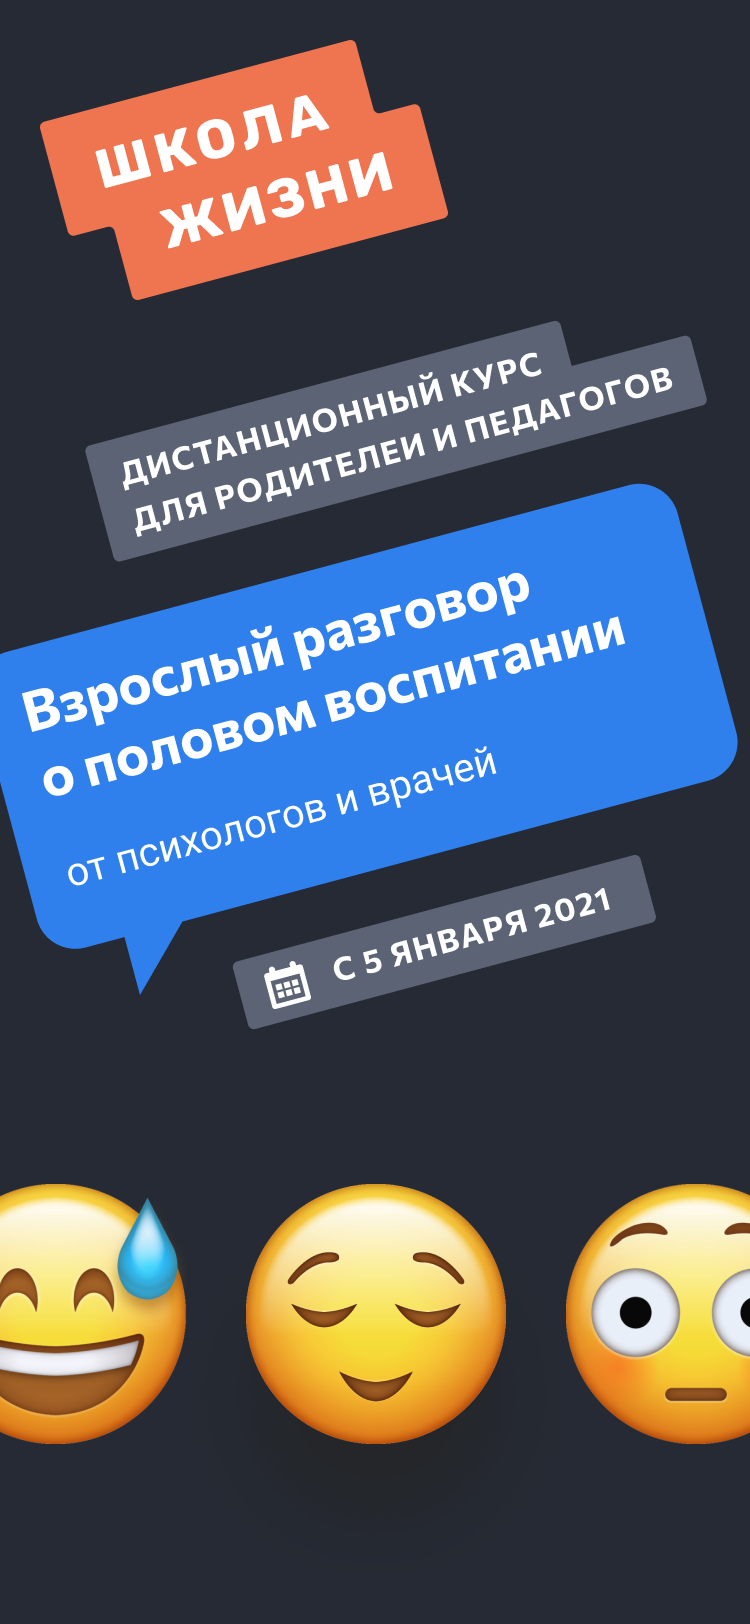 ШКОЛА
ЖИЗНИ
ДИСТАНЦИОННЫЙ КУРС
ДЛЯ РОДИТЕЛЕЙ И ПЕДАГОГОВ
Взрослый разговор
о половом воспитании
от психологов и врачей
С 5 ЯНВАРЯ 2021